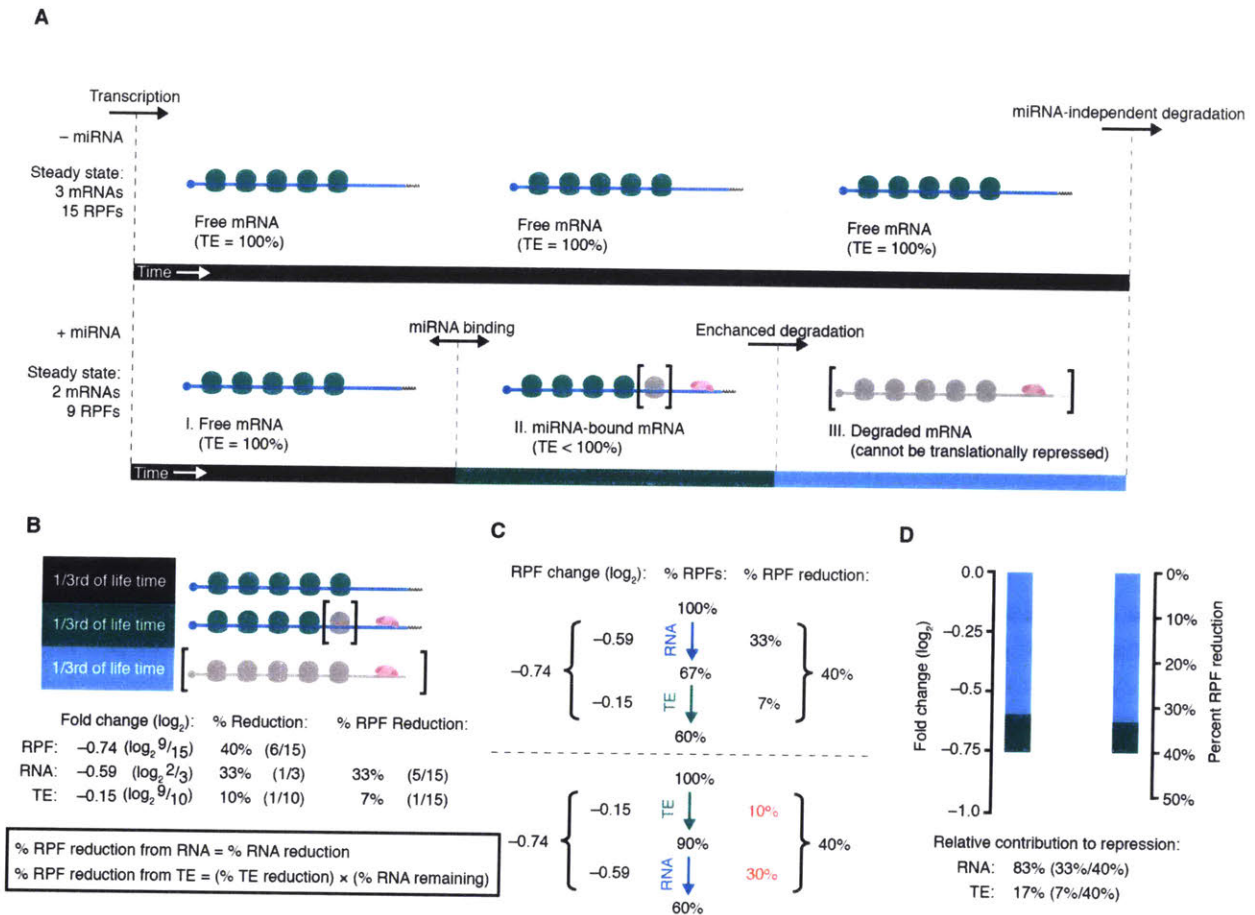 A
Transcription
miRNA-independent degradation
– miRNA
Steady state:
3 mRNAs
15 RPFs
Free mRNA
(TE = 100%)
Free mRNA
(TE = 100%)
Free mRNA
(TE = 100%)
Time
+ miRNA
miRNA binding
Enchanced degradation
Steady state:
2 mRNAs
9 RPFs
I. Free mRNA
(TE = 100%)
II. miRNA-bound mRNA
(TE < 100%)
III. Degraded mRNA
(cannot be translationally repressed)
Time
B
1/3rd of life time
1/3rd of life time
1/3rd of life time
Fold change (log2): % Reduction: % RPF Reduction:
RPF: –0.74 (log2 9/15) 40% (6/15)
RNA: –0.59 (log2 2/3) 33% (1/3) 33% (5/15)
TE: –0.15 (log2 9/10) 10% (1/10) 7% (1/15)
% RPF reduction from RNA = % RNA reduction
% RPF reduction from TE = (% TE reduction) × (% RNA remaining)
C
RPF change (log2): % RPFs: % RPF reduction:
100%
–0.59 RNA 33%
–0.74 67% 40%
–0.15 TE 7%
60%
100%
–0.15 TE 10%
–0.74 90% 40%
–0.59 RNA 30%
60%
D
Fold change (log2)
0.0
–0.25
–0.5
–0.75
–1.0
0%
10%
20%
30%
40%
50%
Percent RPF reduction
Relative contribution to repression:
RNA: 83% (33%/40%)
TE: 17% (7%/40%)